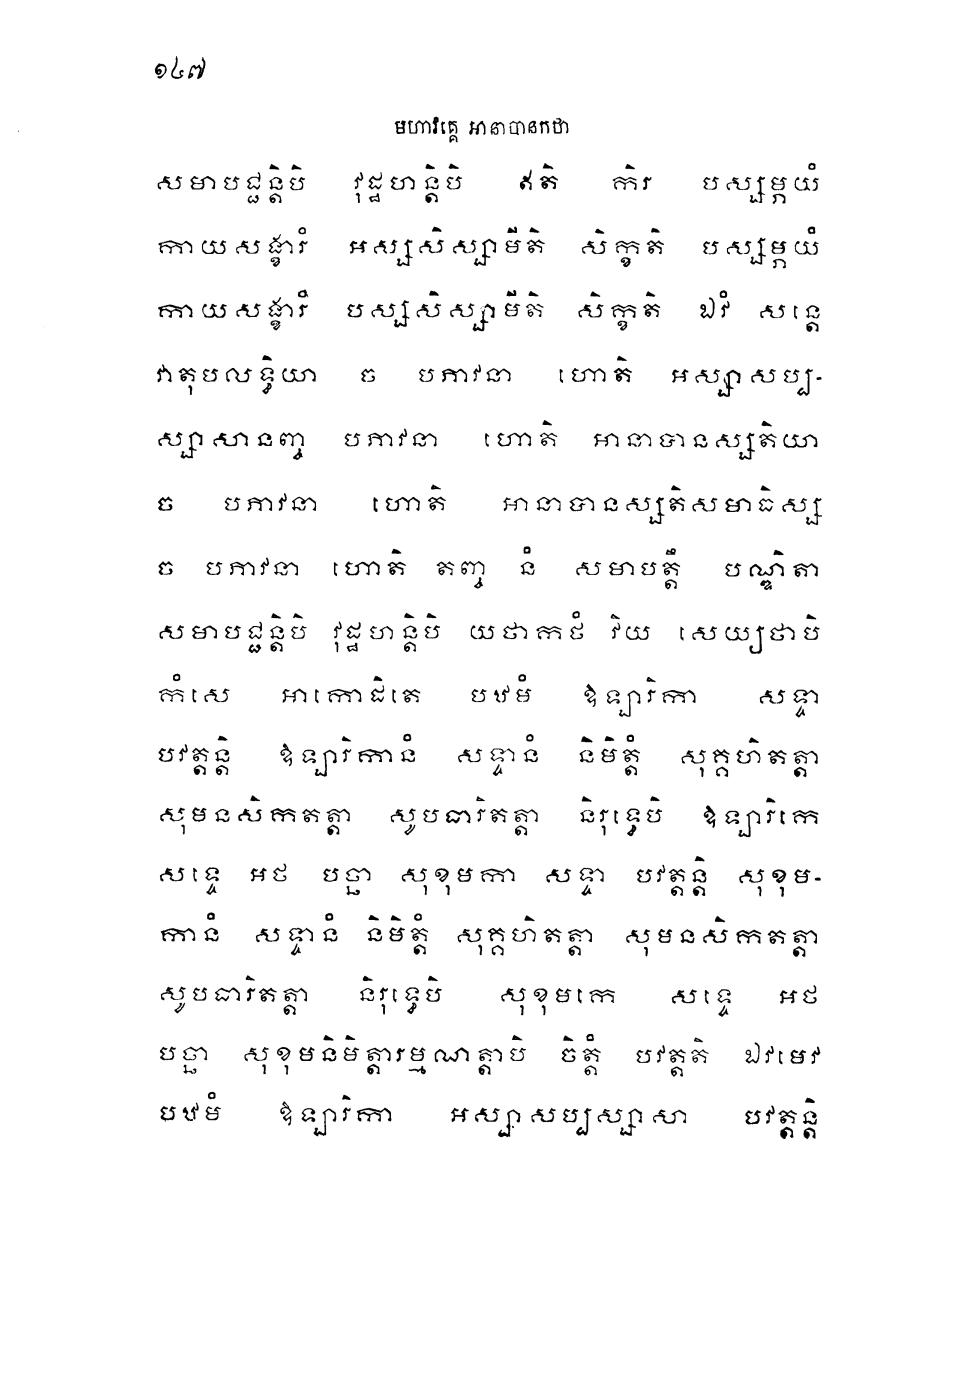 ១៤៧
មហាវគ្គេ អានាបានកថា
សមាបជ្ជន្តិបិ វុដ្ឋហន្តិបិ ឥតិ កិរ បស្សម្ភយំ
កាយសង្ខារំ អស្សសិស្សាមីតិ សិក្ខតិ បស្សម្ភយំ
កាយសង្ខារំ បស្សសិស្សាមីតិ សិក្ខតិ ឯវំ សន្តេ
វាតុបលទ្ធិយា ច បភាវនា ហោតិ អស្សាសប្ប-
ស្សាសានញ្ច បភាវនា ហោតិ អានាបានស្សតិយា
ច បភាវនា ហោតិ អានាបានស្សតិសមាធិស្ស
ច បភាវនា ហោតិ តញ្ច នំ សមាបត្តឹ បណ្ឌិតា
សមាបជ្ជន្តិបិ វុដ្ឋហន្តិបិ យថាកថំ វិយ សេយ្យថាបិ
កំសេ អាកោដិតេ បឋមំ ឱឡ្បារិកា សទ្ទា
បវត្តន្តិ ឱឡ្បារិកានំ សទ្ទានំ និមិត្តំ សុគ្គហិតត្តា
សុមនសិកតត្តា សូបធារិតត្តា និរុទ្ធេបិ ឱឡ្បារិកេ
សទ្ទេ អថ បច្ឆា សុខុមកា សទ្ទា បវត្តន្តិ សុខុម-
កានំ សទ្ទានំ និមិត្តំ សុគ្គហិតត្តា សុមនសិកតត្តា
សូបធារិតត្តា និរុទ្ធេបិ សុខុមកេ សទ្ទេ អថ
បច្ឆា សុខុមនិមិត្តារម្មណត្តាបិ ចិត្តំ បវត្តតិ ឯវមេវ
បឋមំ ឱឡ្បារិកា អស្សាសប្បស្សាសា បវត្តន្តិ